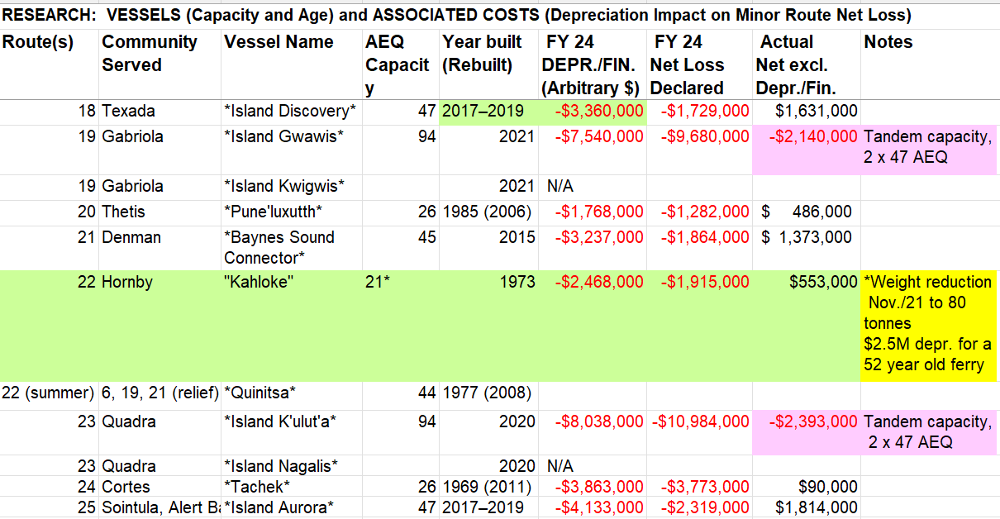 RESEARCH: VESSELS (Capacity and Age) and ASSOCIATED COSTS (Depreciation Impact on Minor Route Net Loss)
Route(s) Community Vessel Name AEQ Year built FY 24 FY 24 Actual Notes
Served Capacit (Rebuilt) DEPR./FIN. Net Loss Net excl.
y (Arbitrary $) Declared Depr./Fin.
18 Texada *Island Discovery* 47 2017–2019 -$3,360,000 -$1,729,000 $1,631,000
19 Gabriola *Island Gwawis* 94 2021 -$7,540,000 -$9,680,000 -$2,140,000 Tandem capacity,
2 x 47 AEQ
19 Gabriola *Island Kwigwis* 2021 N/A
20 Thetis *Pune'luxutth* 26 1985 (2006) -$1,768,000 -$1,282,000 $ 486,000
21 Denman *Baynes Sound 45 2015 -$3,237,000 -$1,864,000 $ 1,373,000
Connector*
22 Hornby "Kahloke" 21* 1973 -$2,468,000 -$1,915,000 $553,000 *Weight reduction
Nov./21 to 80
tonnes
$2.5M depr. for a
52 year old ferry
22 (summer) 6, 19, 21 (relief) *Quinitsa* 44 1977 (2008)
23 Quadra *Island K'ulut'a* 94 2020 -$8,038,000 -$10,984,000 -$2,393,000 Tandem capacity,
2 x 47 AEQ
23 Quadra *Island Nagalis* 2020 N/A
24 Cortes *Tachek* 26 1969 (2011) -$3,863,000 -$3,773,000 $90,000
25 Sointula, Alert Ba *Island Aurora* 47 2017–2019 -$4,133,000 -$2,319,000 $1,814,000